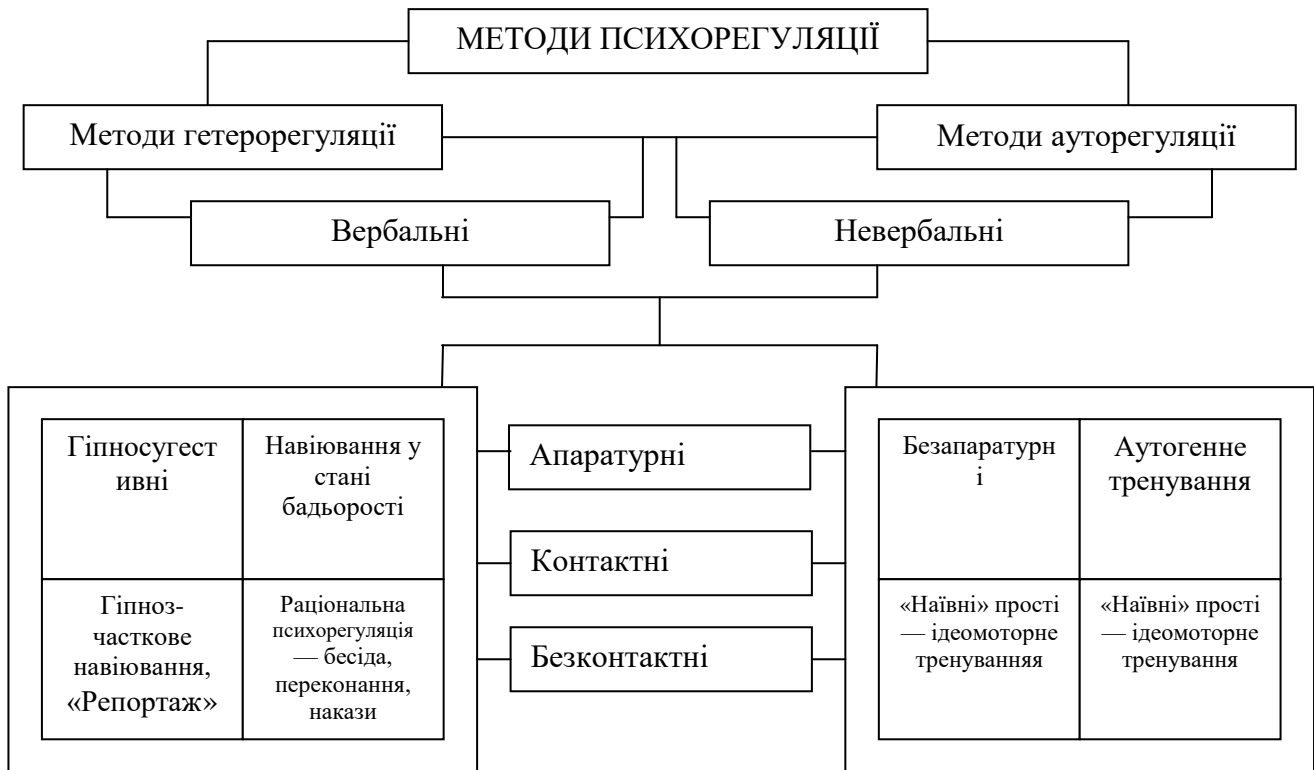 МЕТОДИ ПСИХОРЕГУЛЯЦІЇ
Методи гетерорегуляції
Методи ауторегуляції
Вербальні
Невербальні
Гіпносугест
ивні
Навіювання у
стані
бадьорості
Гіпноз-
часткове
навіювання,
«Репортаж»
Раціональна
психорегуляція
— бесіда,
переконання,
накази
Апаратурні
Контактні
Безконтактні
Безапаратурн
і
Аутогенне
тренування
«Наївні» прості
— ідеомоторне
тренуванняя
«Наївні» прості
— ідеомоторне
тренування